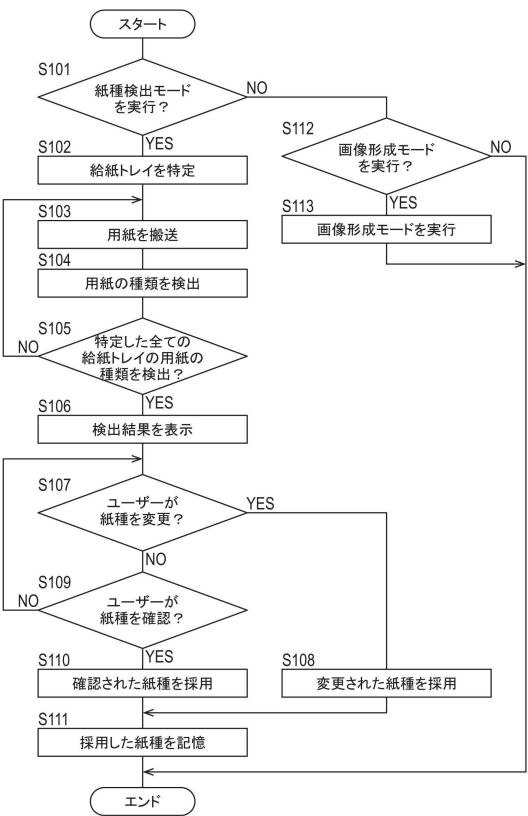 スタート
S101
紙種検出モード
を実行？
NO
YES
S112
画像形成モード
を実行？
NO
YES
S102
給紙トレイを特定
S113
画像形成モードを実行
S103
用紙を搬送
S104
用紙の種類を検出
S105
特定した全ての
給紙トレイの用紙の
種類を検出？
NO
YES
S106
検出結果を表示
S107
ユーザーが
紙種を変更？
YES
NO
S109
ユーザーが
紙種を確認？
NO
YES
S110
確認された紙種を採用
S108
変更された紙種を採用
S111
採用した紙種を記憶
エンド